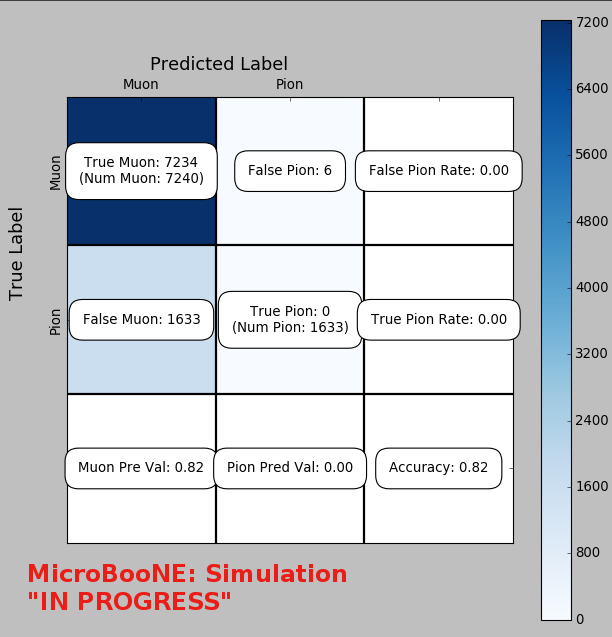 Predicted Label
Muon Pion
True Label
Muon
True Muon: 7234
(Num Muon: 7240)
False Pion: 6
False Pion Rate: 0.00
Pion
False Muon: 1633
True Pion: 0
(Num Pion: 1633)
True Pion Rate: 0.00
Muon Pre Val: 0.82
Pion Pred Val: 0.00
Accuracy: 0.82
7200
6400
5600
4800
4000
3200
2400
1600
800
0
MicroBooNE: Simulation
"IN PROGRESS"